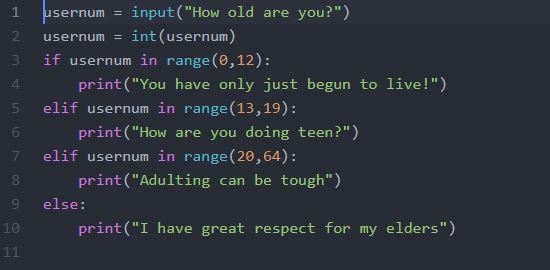 1 usernum = input("How old are you?")
2 usernum = int(usernum)
3 if usernum in range(0,12):
4     print("You have only just begun to live!")
5 elif usernum in range(13,19):
6     print("How are you doing teen?")
7 elif usernum in range(20,64):
8     print("Adulting can be tough")
9 else:
10     print("I have great respect for my elders")
11